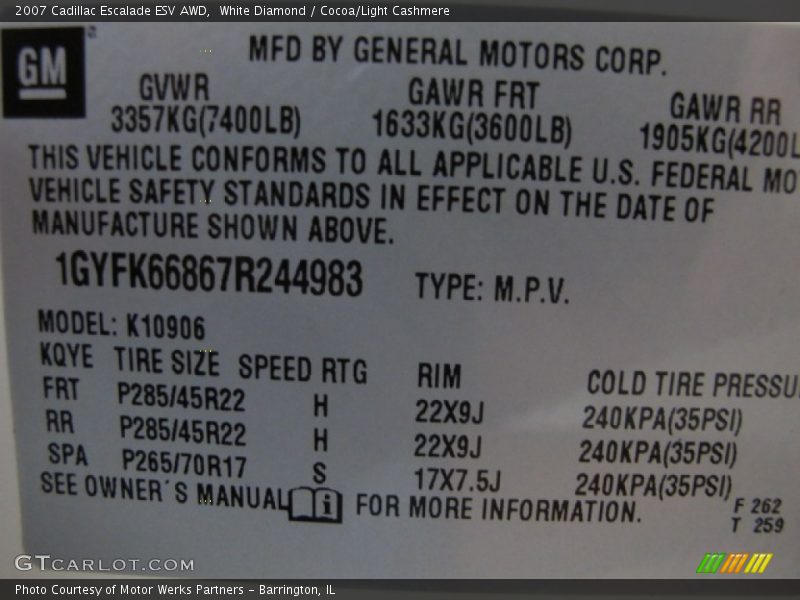 2007 Cadillac Escalade ESV AWD,  White Diamond / Cocoa/Light Cashmere
GM
MFD BY GENERAL MOTORS CORP.
GVWR GAWR FRT GAWR RR
3357KG(7400LB) 1633KG(3600LB) 1905KG(4200L
THIS VEHICLE CONFORMS TO ALL APPLICABLE U.S. FEDERAL MO
VEHICLE SAFETY STANDARDS IN EFFECT ON THE DATE OF
MANUFACTURE SHOWN ABOVE.
1GYFK66867R244983 TYPE: M.P.V.
MODEL: K10906
KQYE TIRE SIZE SPEED RTG RIM COLD TIRE PRESSU
FRT P285/45R22 H 22X9J 240KPA(35PSI)
RR P285/45R22 H 22X9J 240KPA(35PSI)
SPA P265/70R17 S 17X7.5J 240KPA(35PSI)
SEE OWNER'S MANUAL i FOR MORE INFORMATION.
F 262
T 259
GTCARLOT.COM
Photo Courtesy of Motor Werks Partners – Barrington, IL